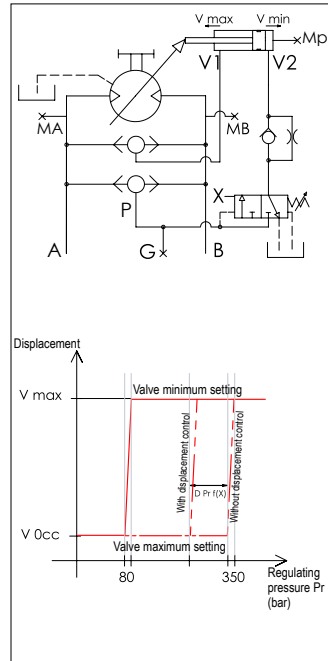 V max
V min
Mp
V1
V2
MA
MB
X
P
A
G
B
Displacement
V max
Valve minimum setting
With displacement control
Without displacement control
D Pr f(X)
V 0cc
Valve maximum setting
80
350
Regulating
pressure Pr
(bar)